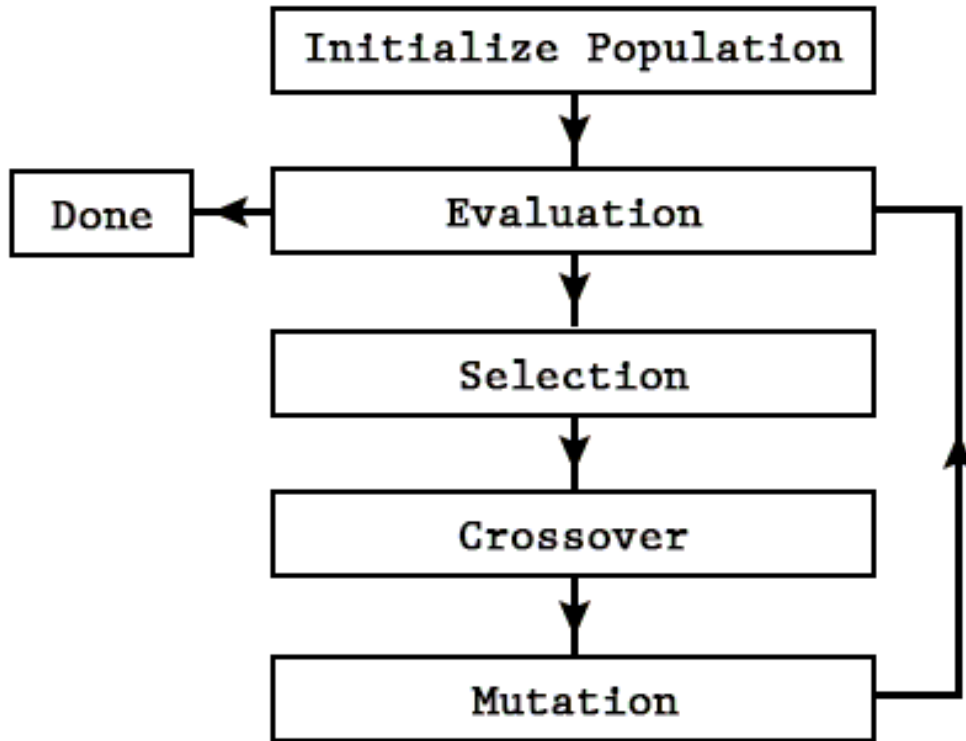 Initialize Population
Done
Evaluation
Selection
Crossover
Mutation